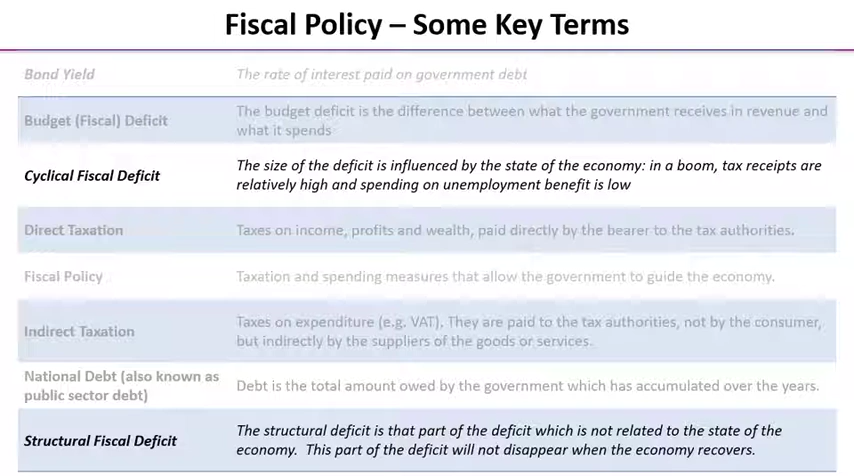 Fiscal Policy – Some Key Terms
Bond Yield
The rate of interest paid on government debt
Budget (Fiscal) Deficit
The budget deficit is the difference between what the government receives in revenue and
what it spends
Cyclical Fiscal Deficit
The size of the deficit is influenced by the state of the economy: in a boom, tax receipts are
relatively high and spending on unemployment benefit is low
Direct Taxation
Taxes on income, profits and wealth, paid directly by the bearer to the tax authorities.
Fiscal Policy
Taxation and spending measures that allow the government to guide the economy.
Indirect Taxation
Taxes on expenditure (e.g. VAT). They are paid to the tax authorities, not by the consumer,
but indirectly by the suppliers of the goods or services.
National Debt (also known as
public sector debt)
Debt is the total amount owed by the government which has accumulated over the years.
Structural Fiscal Deficit
The structural deficit is that part of the deficit which is not related to the state of the
economy. This part of the deficit will not disappear when the economy recovers.